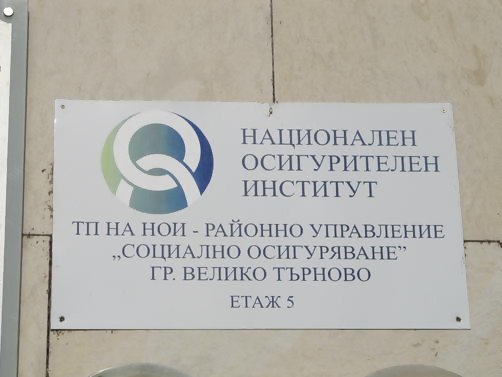 НАЦИОНАЛЕН
ОСИГУРИТЕЛЕН
ИНСТИТУТ
ТП НА НОИ - РАЙОННО УПРАВЛЕНИЕ
„СОЦИАЛНО ОСИГУРЯВАНЕ”
ГР. ВЕЛИКО ТЪРНОВО
ЕТАЖ 5